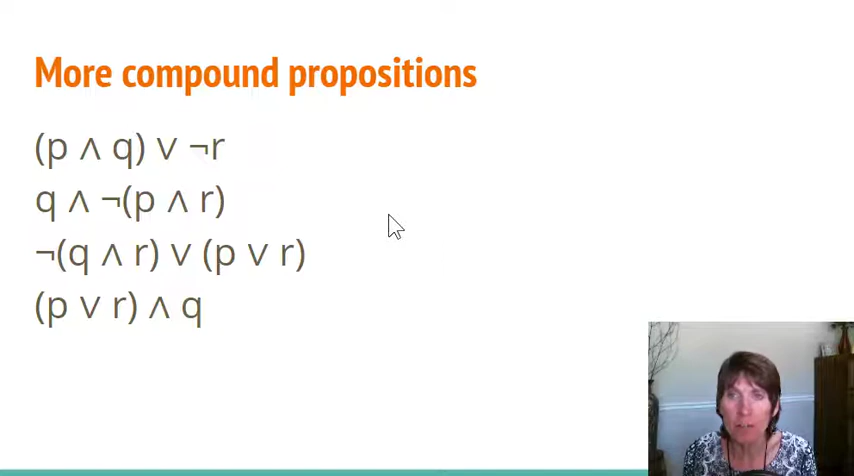 More compound propositions
(p ∧ q) ∨ ¬r
q ∧ ¬(p ∧ r)
¬(q ∧ r) ∨ (p ∨ r)
(p ∨ r) ∧ q